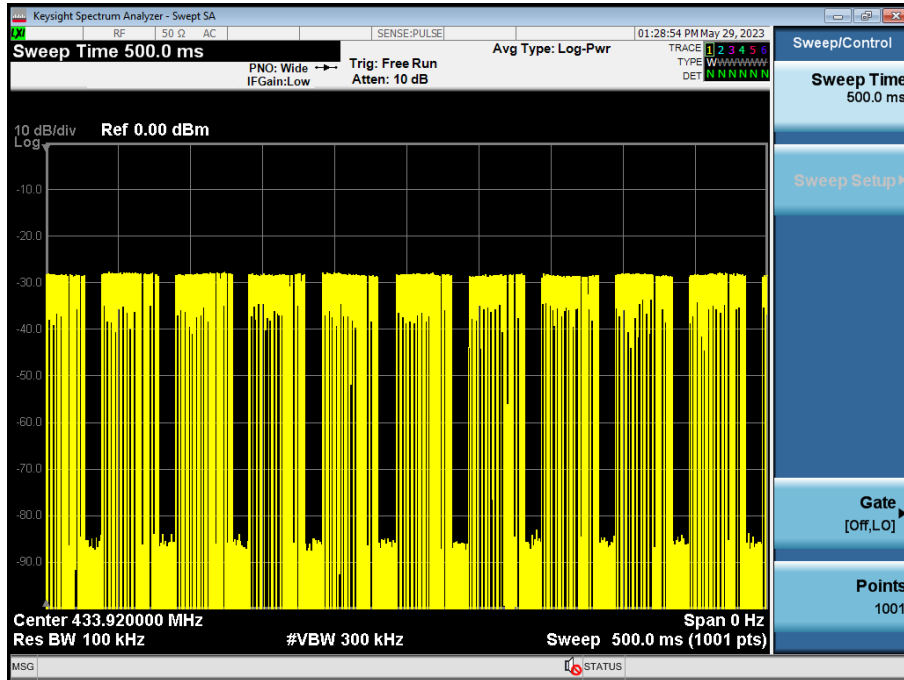 Keysight Spectrum Analyzer - Swept SA
LXI RF 50 Ω AC SENSE:PULSE 01:28:54 PM May 29, 2023
Sweep Time 500.0 ms
PNO: Wide
IFGain:Low
Trig: Free Run
Atten: 10 dB
Avg Type: Log-Pwr
TRACE 1 2 3 4 5 6
TYPE WWWWWW
DET N N N N N N
10 dB/div Ref 0.00 dBm
Log
-10.0
-20.0
-30.0
-40.0
-50.0
-60.0
-70.0
-80.0
-90.0
Center 433.920000 MHz Span 0 Hz
Res BW 100 kHz #VBW 300 kHz Sweep 500.0 ms (1001 pts)
MSG STATUS
Sweep/Control
Sweep Time
500.0 ms
Sweep Setup
Gate
[Off,LO]
Points
1001